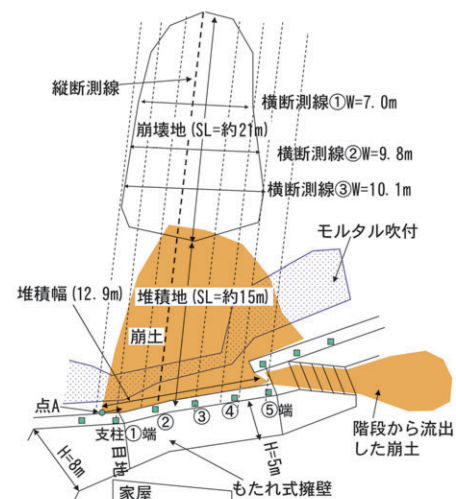 縦断測線
横断測線①W=7.0m
崩壊地(SL=約21m)
横断測線②W=9.8m
横断測線③W=10.1m
モルタル吹付
堆積幅(12.9m)
堆積地(SL=約15m)
崩土
点A
支柱①端
②
③
④
⑤端
目地
H=8m
H=5m
階段から流出
した崩土
もたれ式擁壁
家屋